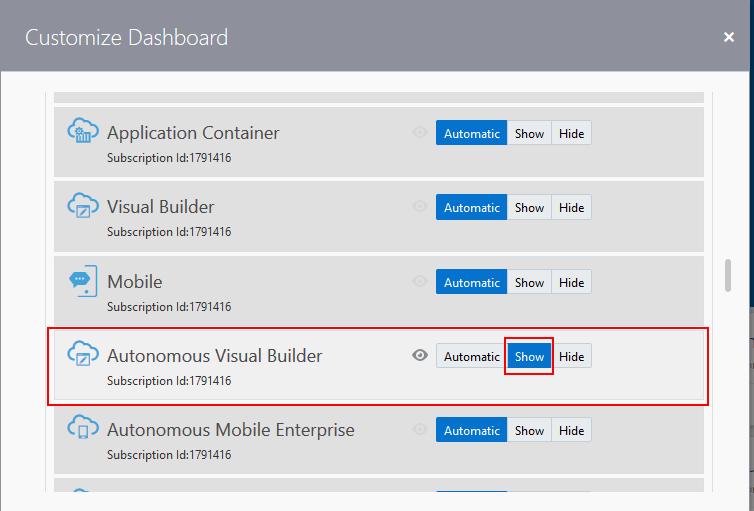 Customize Dashboard ×
Application Container
Automatic Show Hide
Subscription Id:1791416
Visual Builder
Automatic Show Hide
Subscription Id:1791416
Mobile
Automatic Show Hide
Subscription Id:1791416
Autonomous Visual Builder
Automatic Show Hide
Subscription Id:1791416
Autonomous Mobile Enterprise
Automatic Show Hide
Subscription Id:1791416